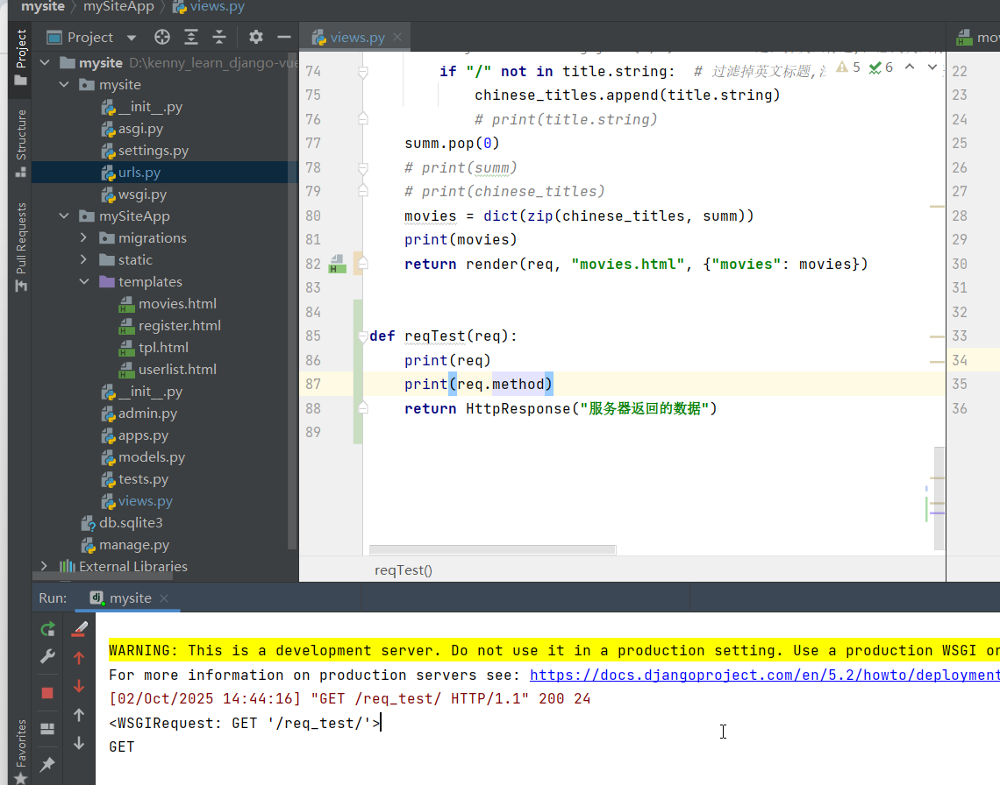 mysite mySiteApp views.py
Project
views.py
mysite D:\kenny_learn_django-vue
mysite
__init__.py
asgi.py
settings.py
urls.py
wsgi.py
mySiteApp
migrations
static
templates
movies.html
register.html
tpl.html
userlist.html
__init__.py
admin.py
apps.py
models.py
tests.py
views.py
db.sqlite3
manage.py
External Libraries
Project
Structure
Pull Requests
Favorites
74 if "/" not in title.string: # 过滤掉英文标题,
5 6
75 chinese_titles.append(title.string)
76 # print(title.string)
77 summ.pop(0)
78 # print(summ)
79 # print(chinese_titles)
80 movies = dict(zip(chinese_titles, summ))
81 print(movies)
82 return render(req, "movies.html", {"movies": movies})
83
84
85 def reqTest(req):
86 print(req)
87 print(req.method)
88 return HttpResponse("服务器返回的数据")
89
reqTest()
mov
22
23
24
25
26
27
28
29
30
31
32
33
34
35
36
Run: mysite
WARNING: This is a development server. Do not use it in a production setting. Use a production WSGI or
For more information on production servers see: https://docs.djangoproject.com/en/5.2/howto/deployment
[02/Oct/2025 14:44:16] "GET /req_test/ HTTP/1.1" 200 24
<WSGIRequest: GET '/req_test/'>
GET